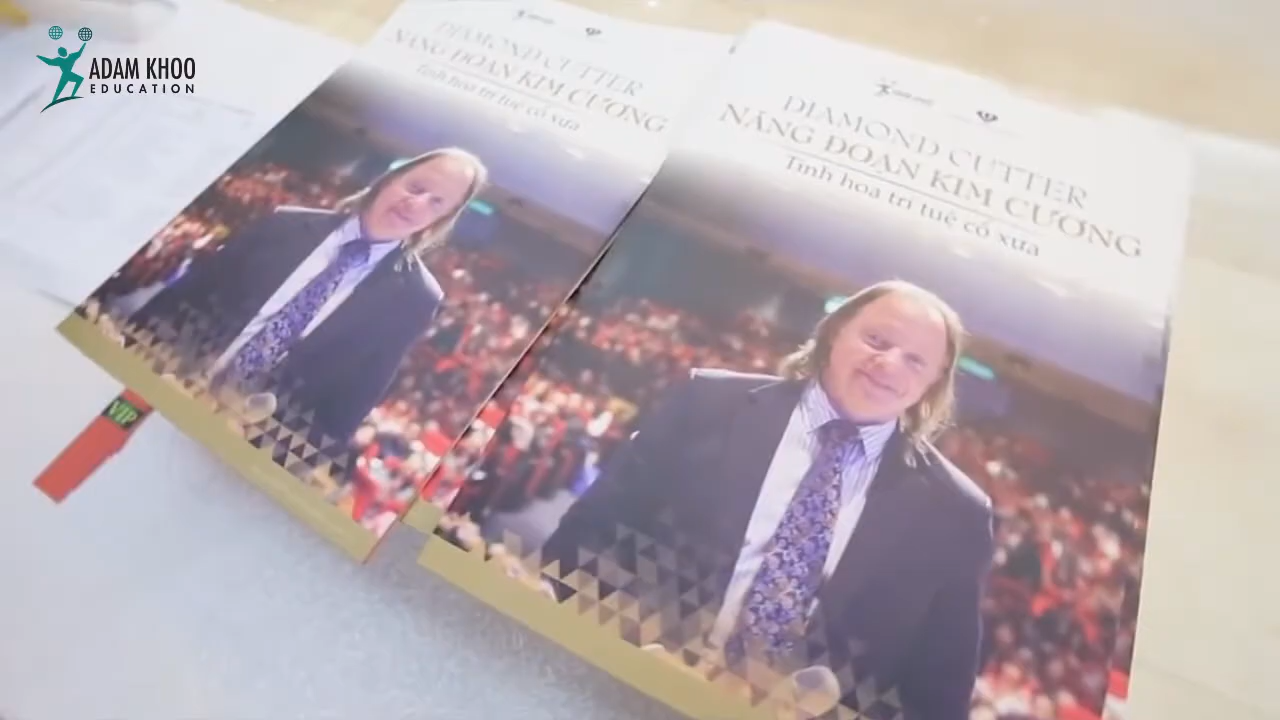 ADAM KHOO
EDUCATION
DIAMOND CUTTER
NĂNG ĐOẠN KIM CƯƠNG
Tinh hoa trí tuệ cổ xưa
DIAMOND CUTTER
NĂNG ĐOẠN KIM CƯƠNG
Tinh hoa trí tuệ cổ xưa
VIP